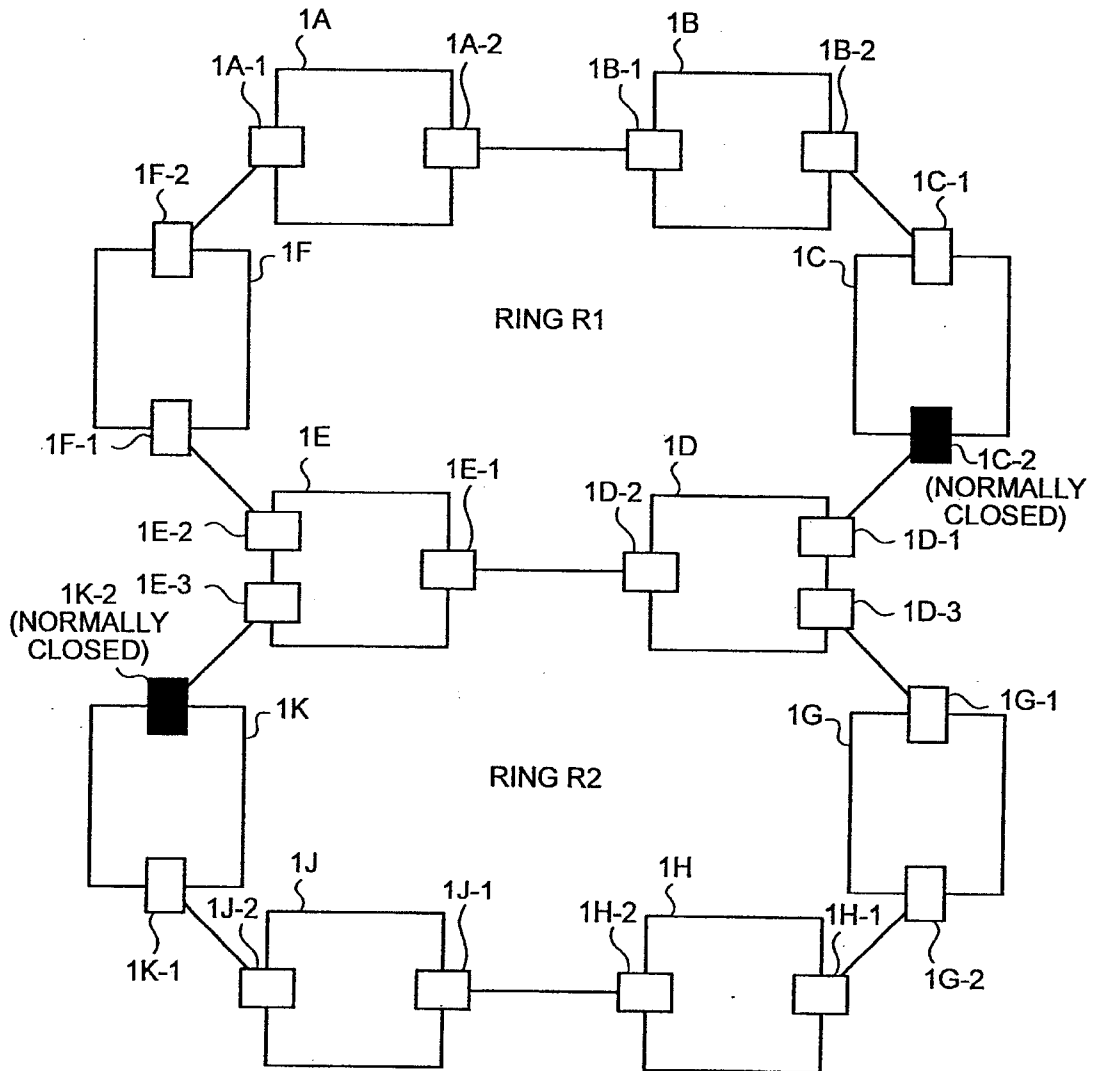 1A
1A-1
1A-2
1B
1B-1
1B-2
1F-2
1C-1
1F
1C
RING R1
1F-1
1E
1E-1
1D
1D-2
1C-2
(NORMALLY
CLOSED)
1E-2
1D-1
1E-3
1D-3
1K-2
(NORMALLY
CLOSED)
1K
1G
1G-1
RING R2
1J
1J-1
1H
1J-2
1H-2
1H-1
1K-1
1G-2